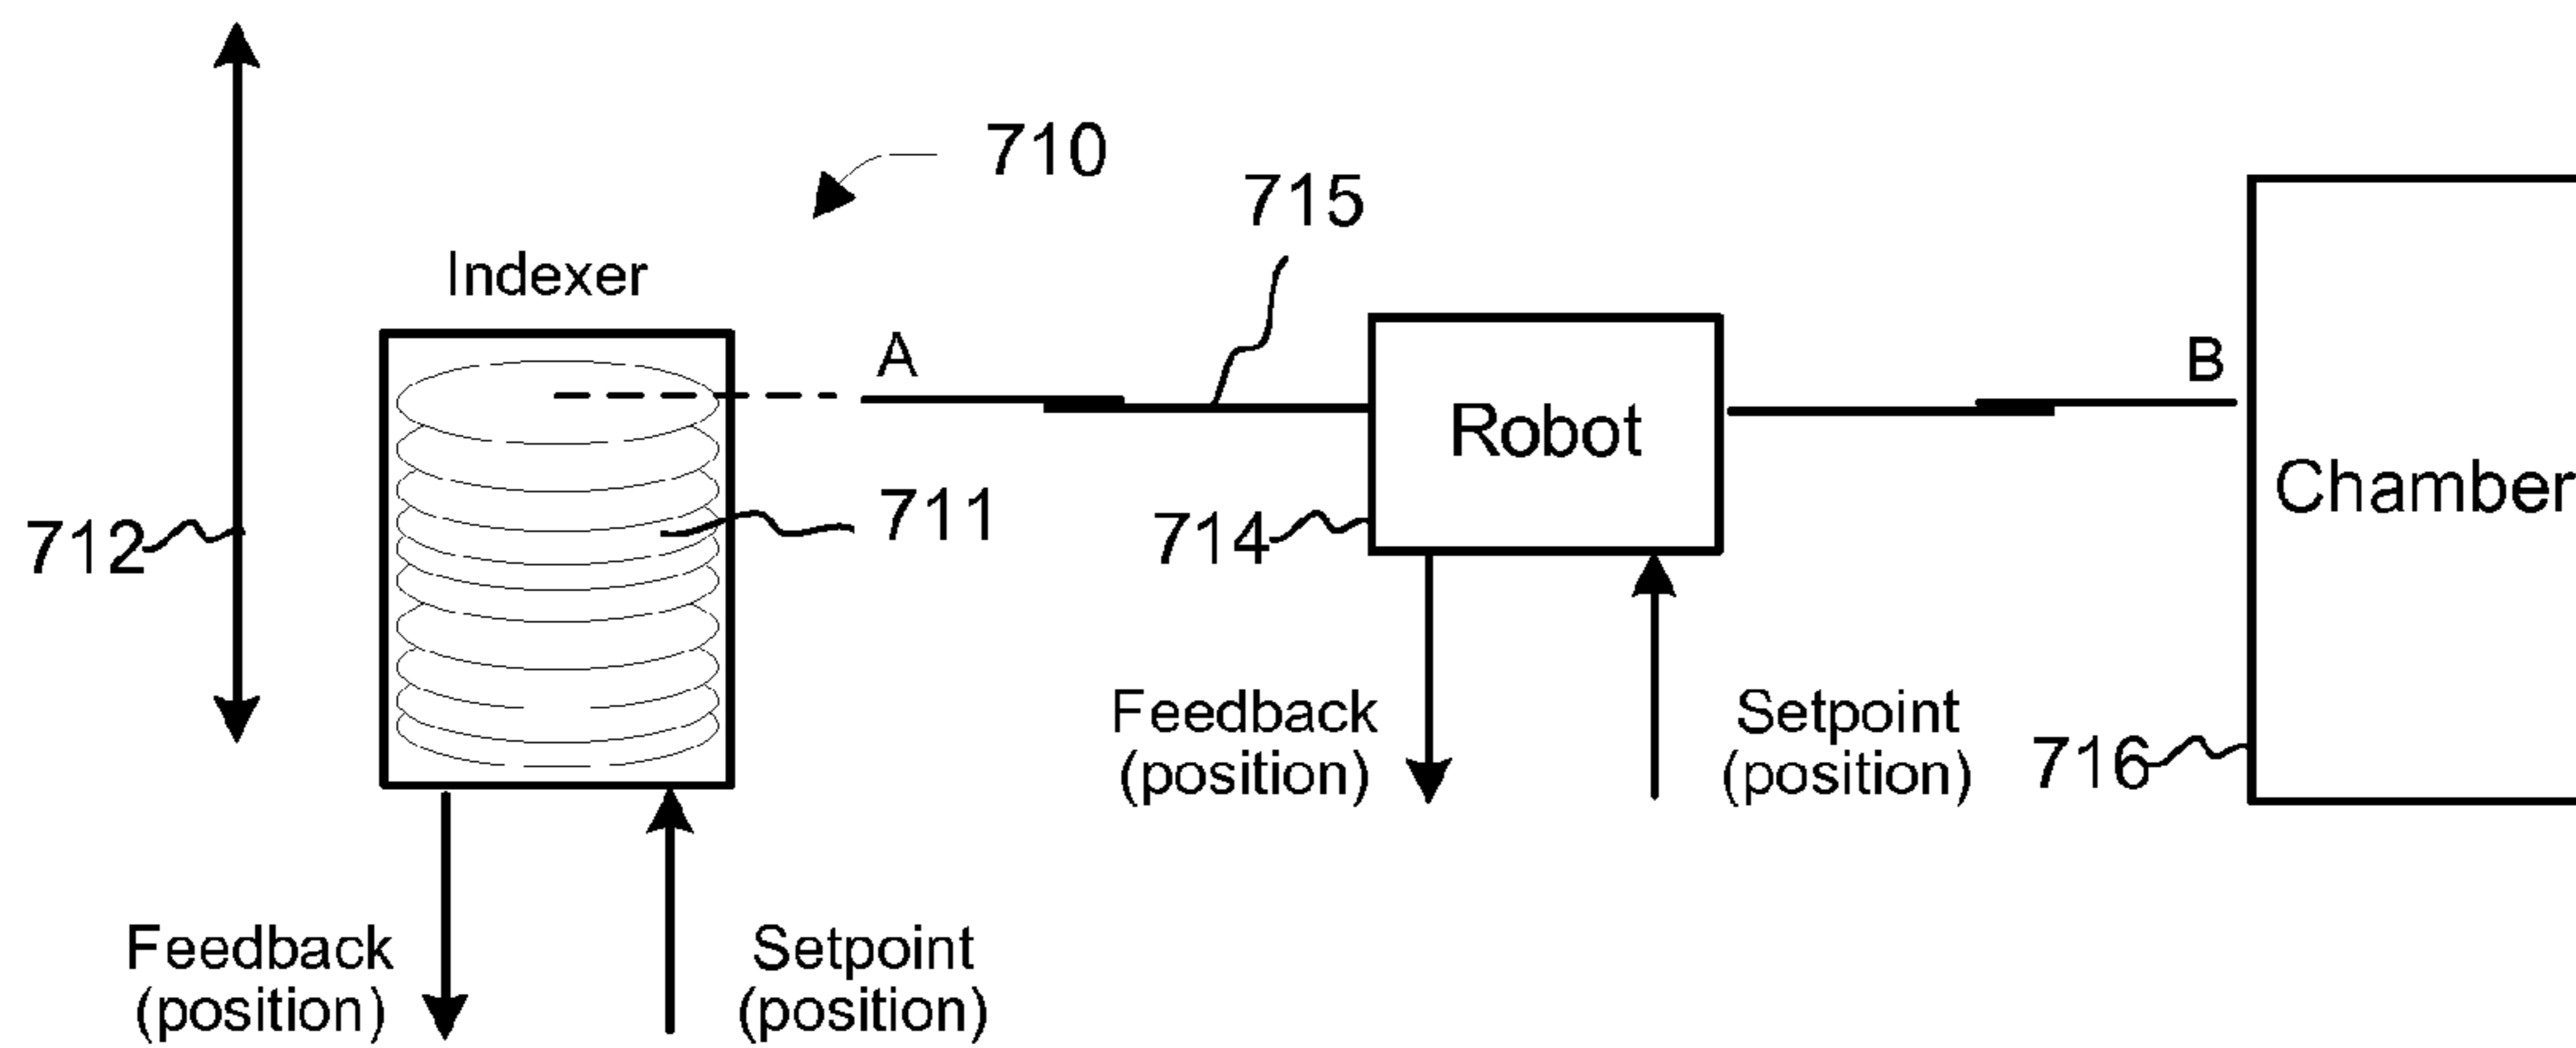 710
715
Indexer
A
B
Robot
Chamber
711
712
714
Feedback
(position)
Setpoint
(position)
716
Feedback
(position)
Setpoint
(position)